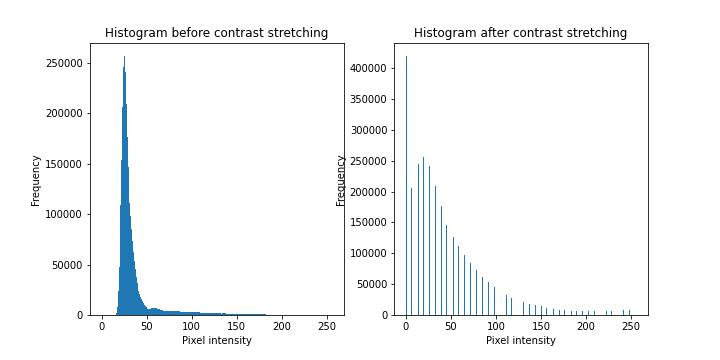 Histogram before contrast stretching
Frequency
250000
200000
150000
100000
50000
0
0 50 100 150 200 250
Pixel intensity
Histogram after contrast stretching
Frequency
400000
350000
300000
250000
200000
150000
100000
50000
0
0 50 100 150 200 250
Pixel intensity